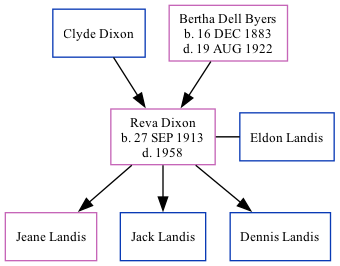 Clyde Dixon
Bertha Dell Byers
b. 16 DEC 1883
d. 19 AUG 1922
Reva Dixon
b. 27 SEP 1913
d. 1958
Eldon Landis
Jeane Landis
Jack Landis
Dennis Landis